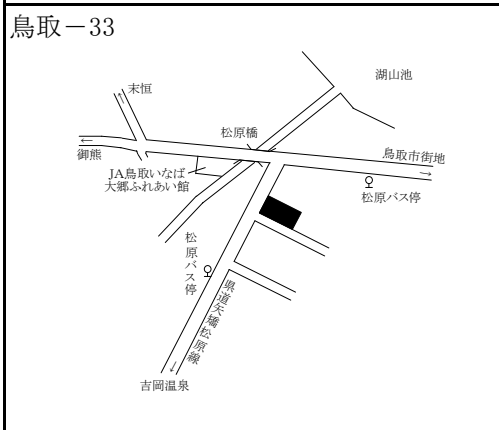 鳥取－33
湖山池
末恒
松原橋
←
御熊
鳥取市街地
→
JA鳥取いなば
大郷ふれあい館
松原バス停
松原バス停
県道矢矯松原線
吉岡温泉